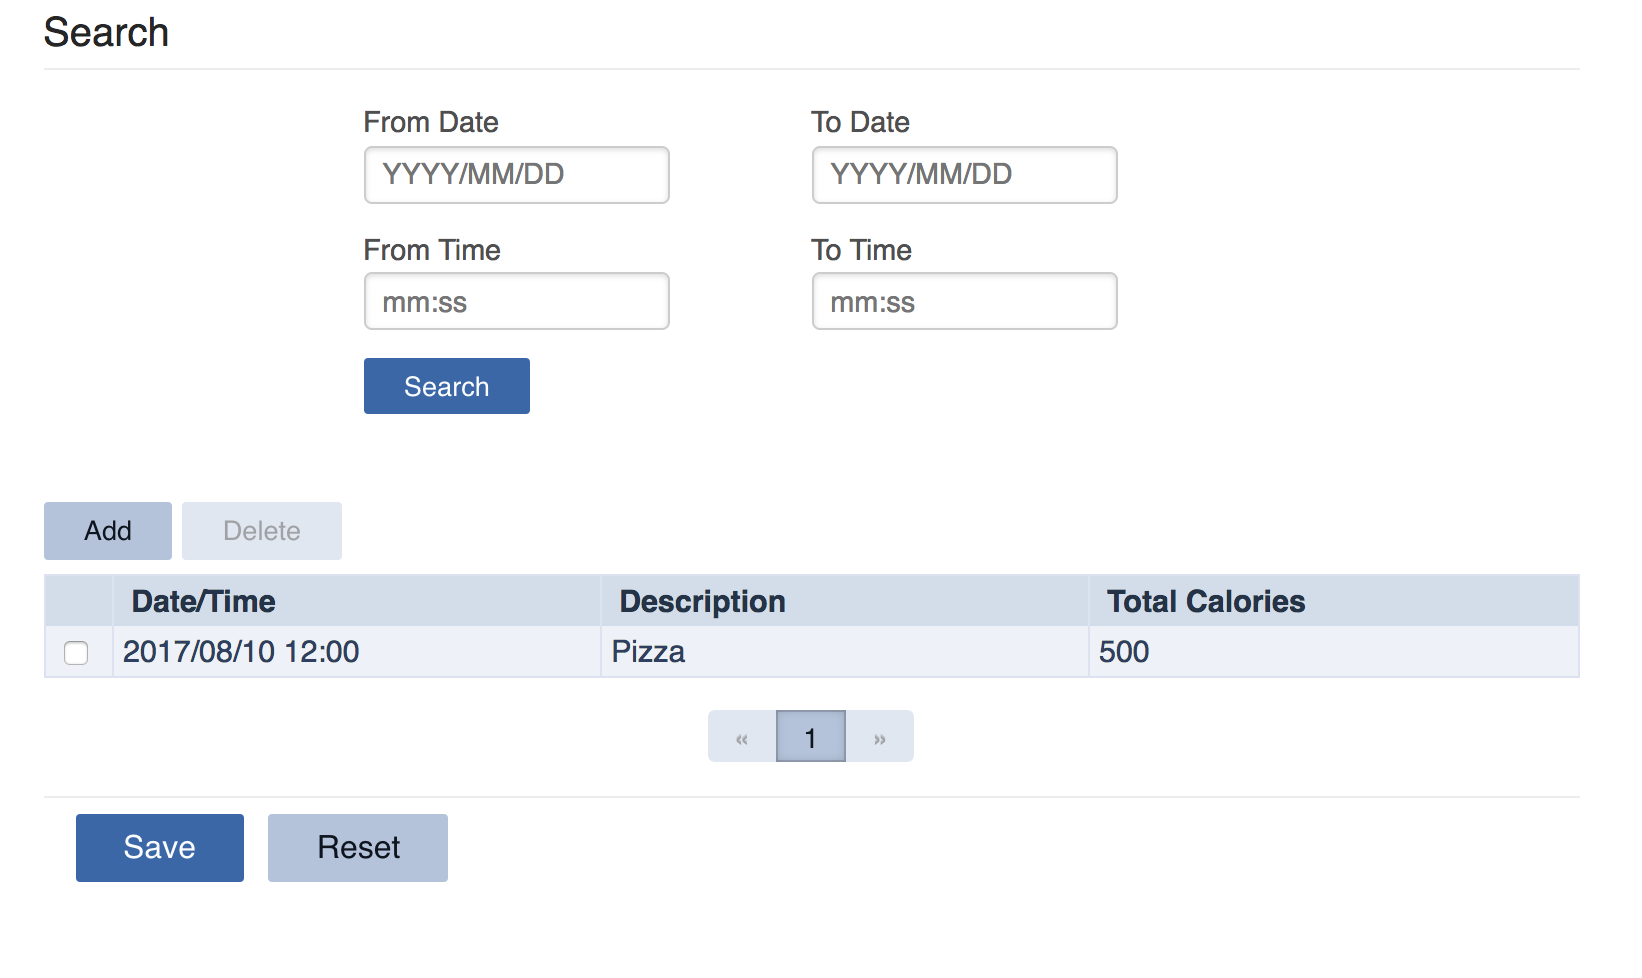 Search
From Date To Date
YYYY/MM/DD YYYY/MM/DD
From Time To Time
mm:ss mm:ss
Search
Add Delete
Date/Time Description Total Calories
2017/08/10 12:00 Pizza 500
« 1 »
Save Reset